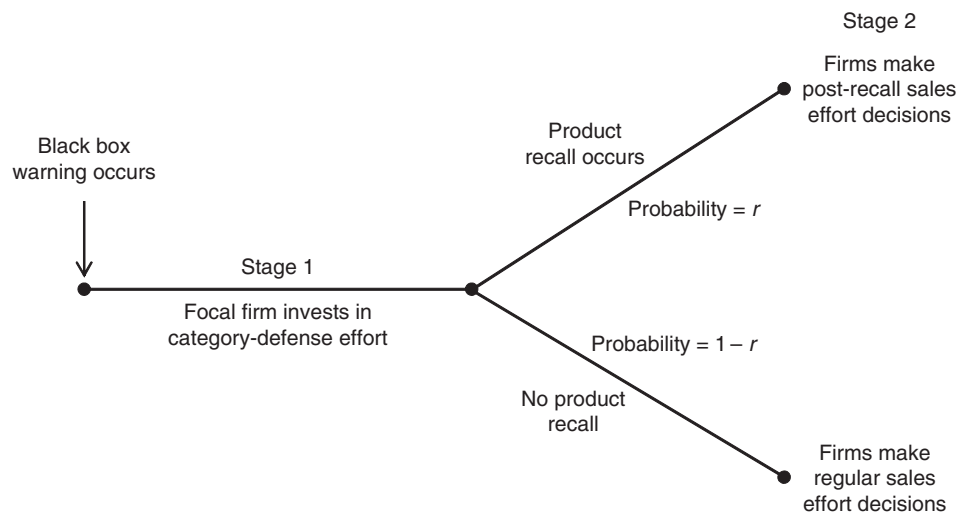 Stage 2
Firms make
post-recall sales
effort decisions
Product
recall occurs
Black box
warning occurs
Probability = r
Stage 1
Focal firm invests in
category-defense effort
Probability = 1 – r
No product
recall
Firms make
regular sales
effort decisions